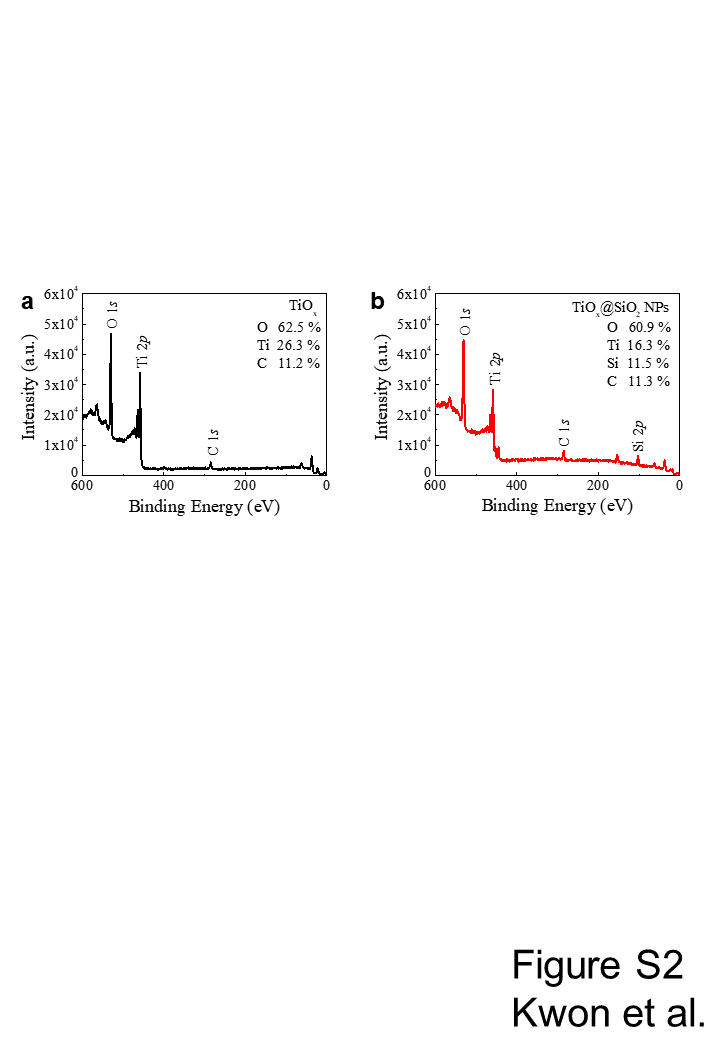 a
TiOₓ
O 62.5 %
Ti 26.3 %
C 11.2 %
O 1s
Ti 2p
C 1s
6x10⁴
5x10⁴
4x10⁴
3x10⁴
2x10⁴
1x10⁴
0
600 400 200 0
Intensity (a.u.)
Binding Energy (eV)
b
TiOₓ@SiO₂ NPs
O 60.9 %
Ti 16.3 %
Si 11.5 %
C 11.3 %
O 1s
Ti 2p
C 1s
Si 2p
6x10⁴
5x10⁴
4x10⁴
3x10⁴
2x10⁴
1x10⁴
0
600 400 200 0
Intensity (a.u.)
Binding Energy (eV)
Figure S2
Kwon et al.